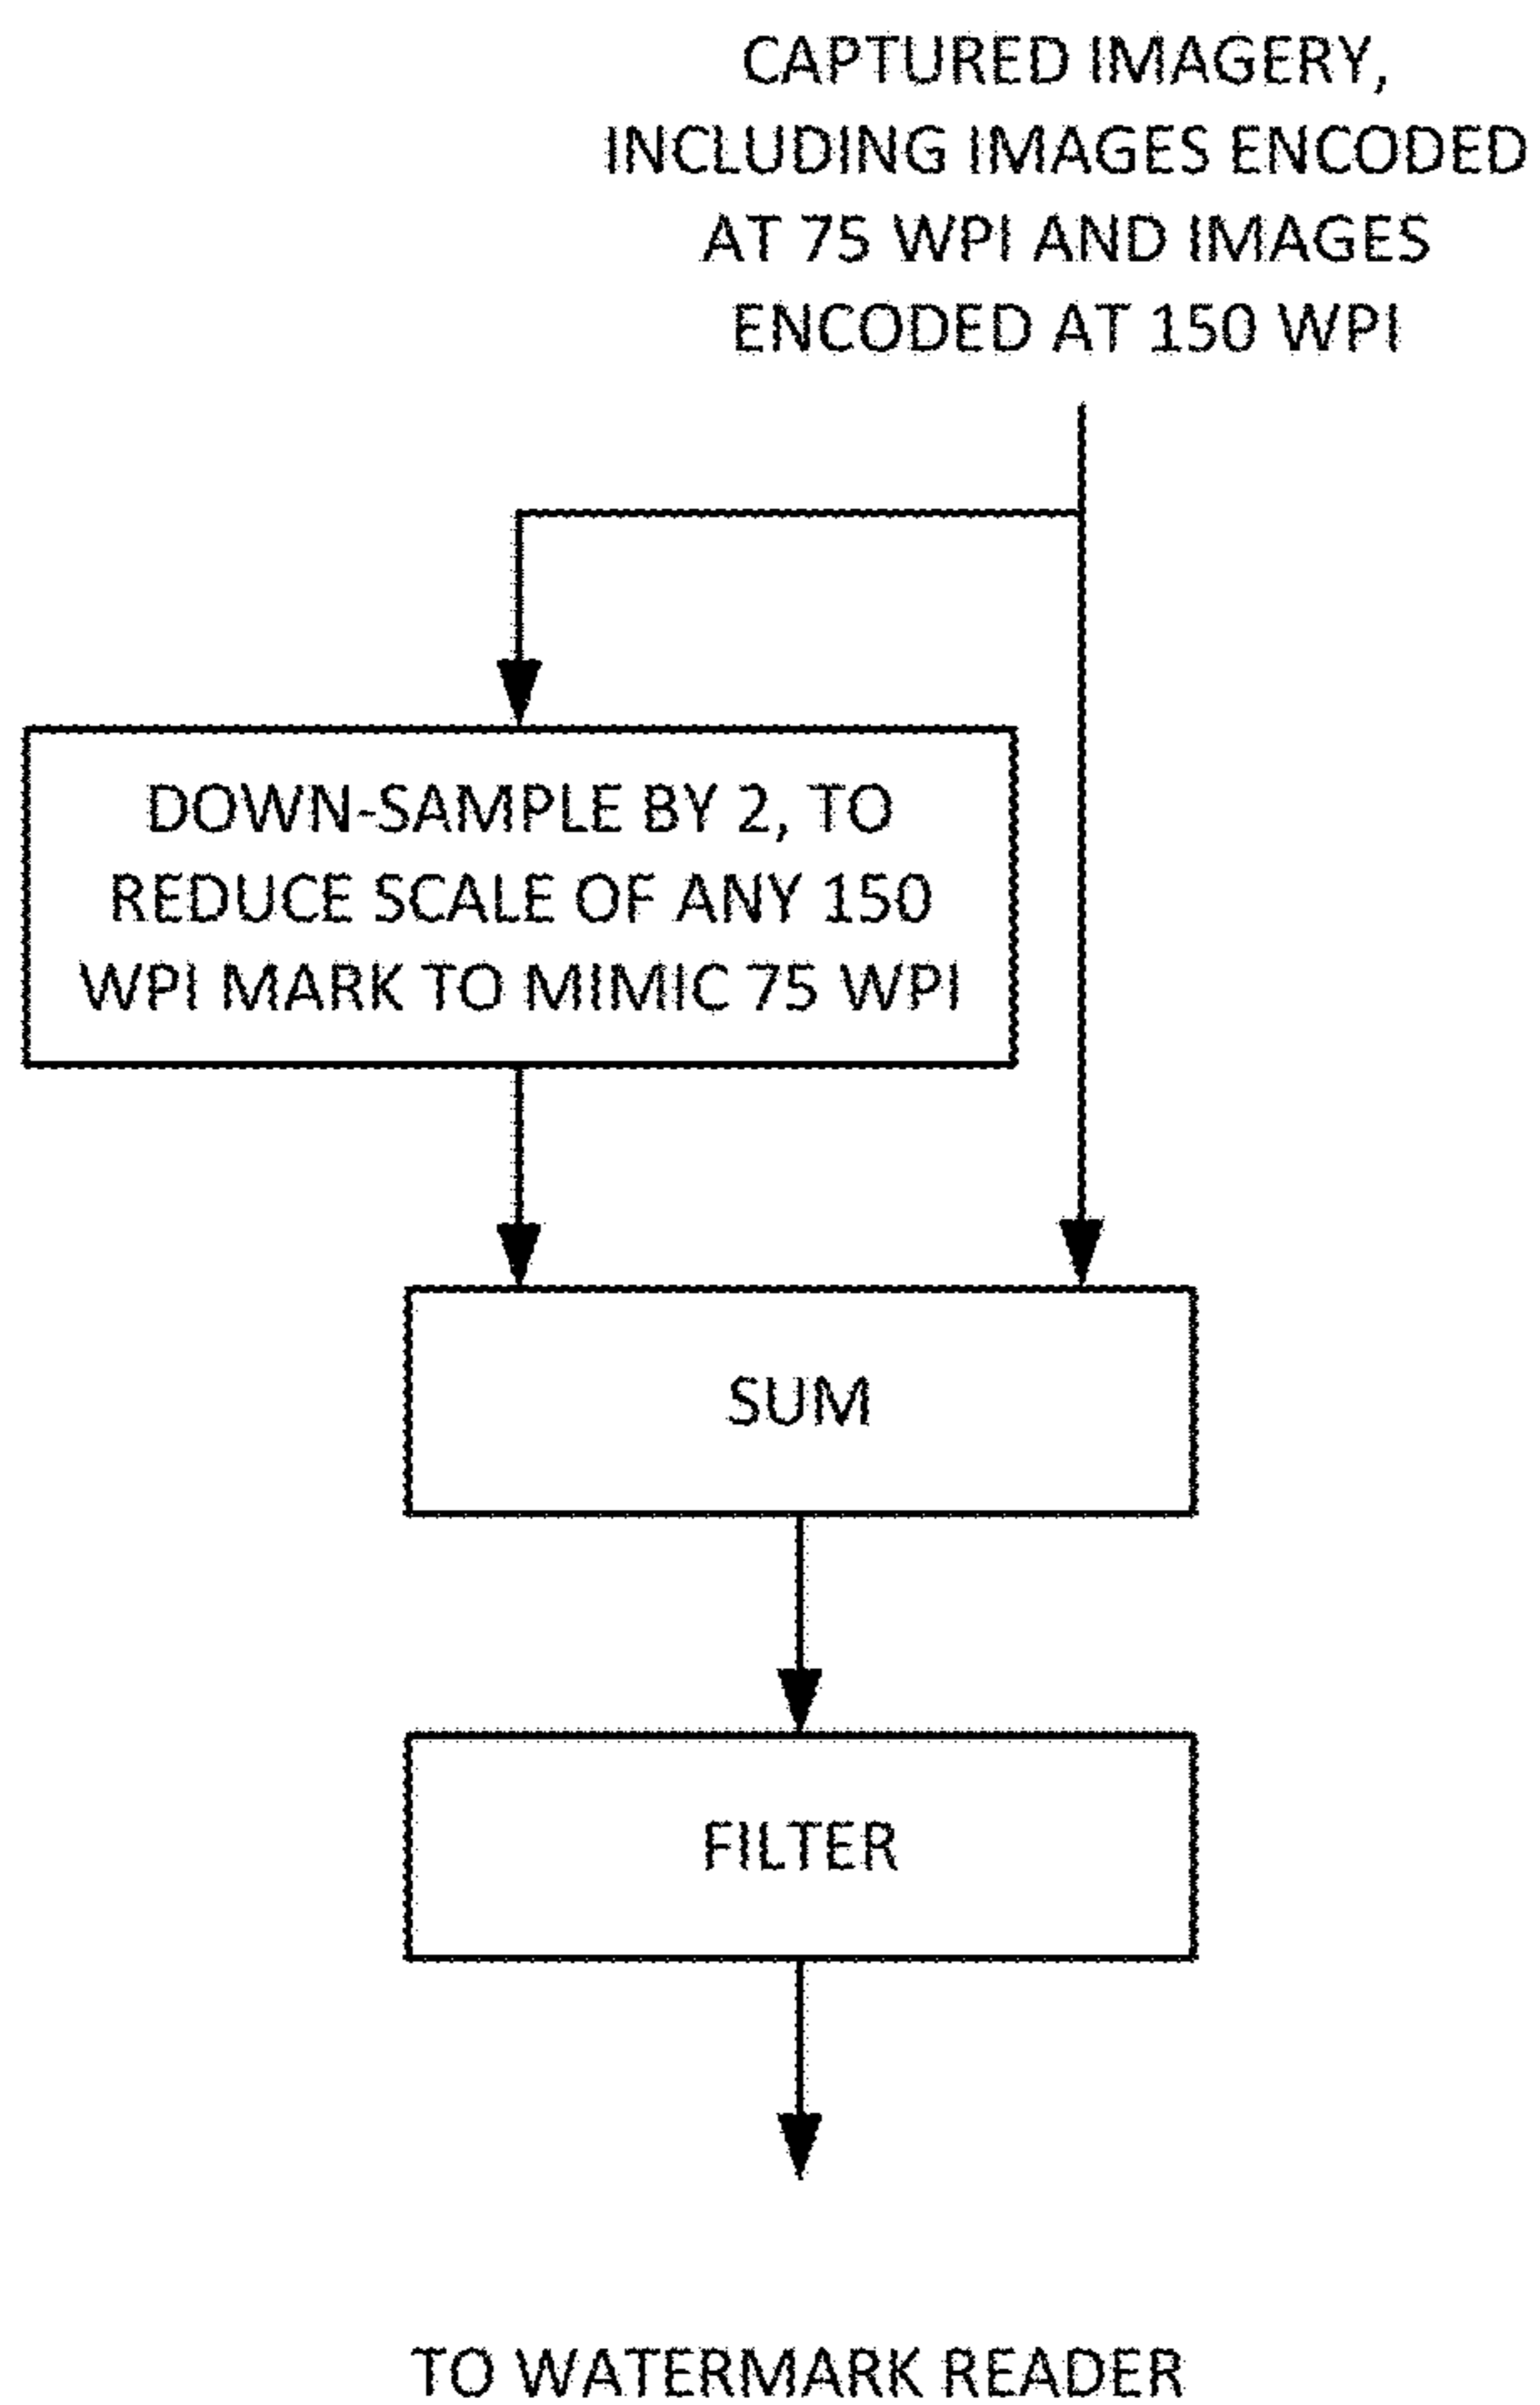 CAPTURED IMAGERY,
INCLUDING IMAGES ENCODED
AT 75 WPI AND IMAGES
ENCODED AT 150 WPI
DOWN-SAMPLE BY 2, TO
REDUCE SCALE OF ANY 150
WPI MARK TO MIMIC 75 WPI
SUM
FILTER
TO WATERMARK READER